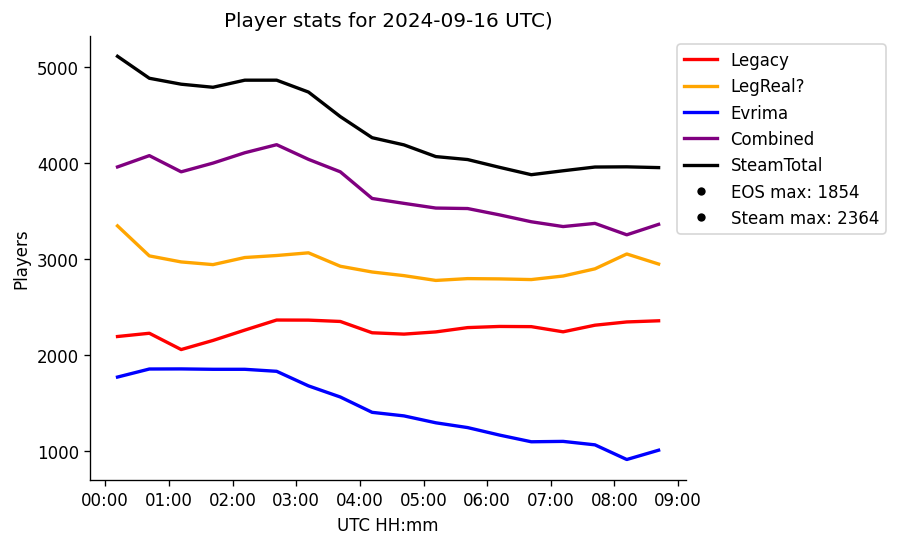 Player stats for 2024-09-16 UTC)
Legacy
LegReal?
Evrima
Combined
SteamTotal
EOS max: 1854
Steam max: 2364
5000
4000
3000
2000
1000
Players
00:00 01:00 02:00 03:00 04:00 05:00 06:00 07:00 08:00 09:00
UTC HH:mm